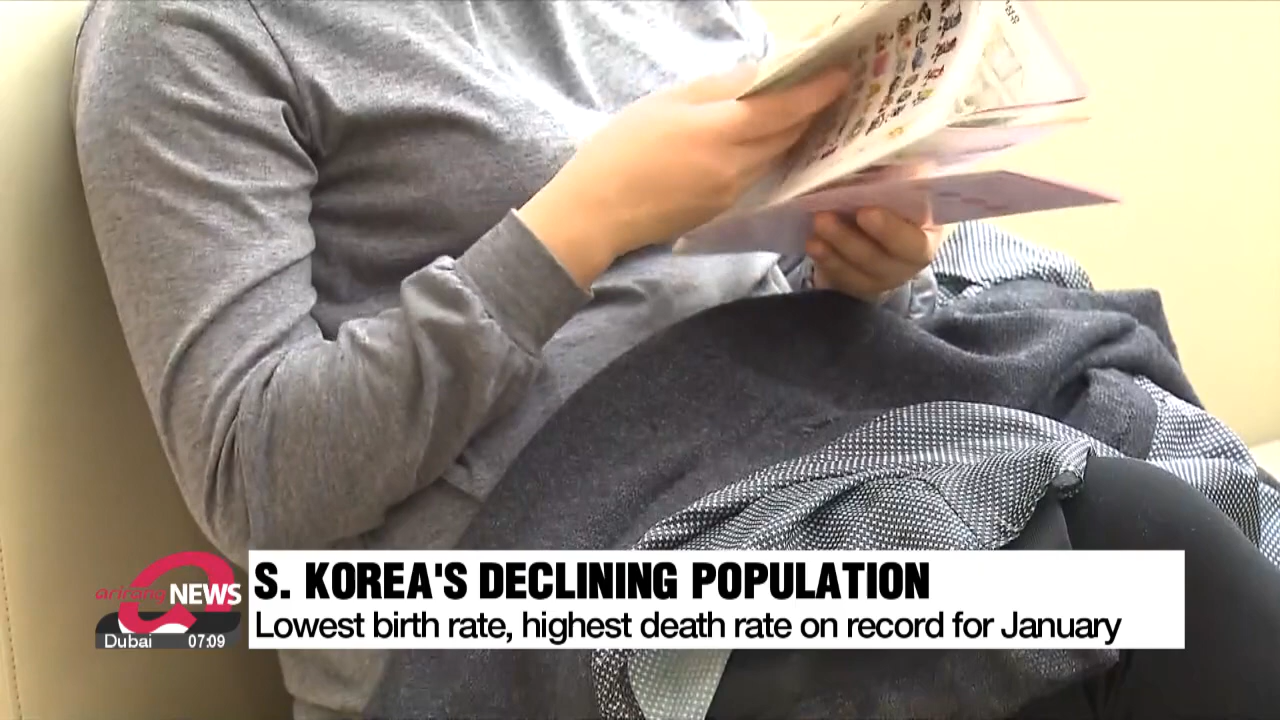 S. KOREA'S DECLINING POPULATION
Lowest birth rate, highest death rate on record for January
arirang NEWS
Dubai 07:09